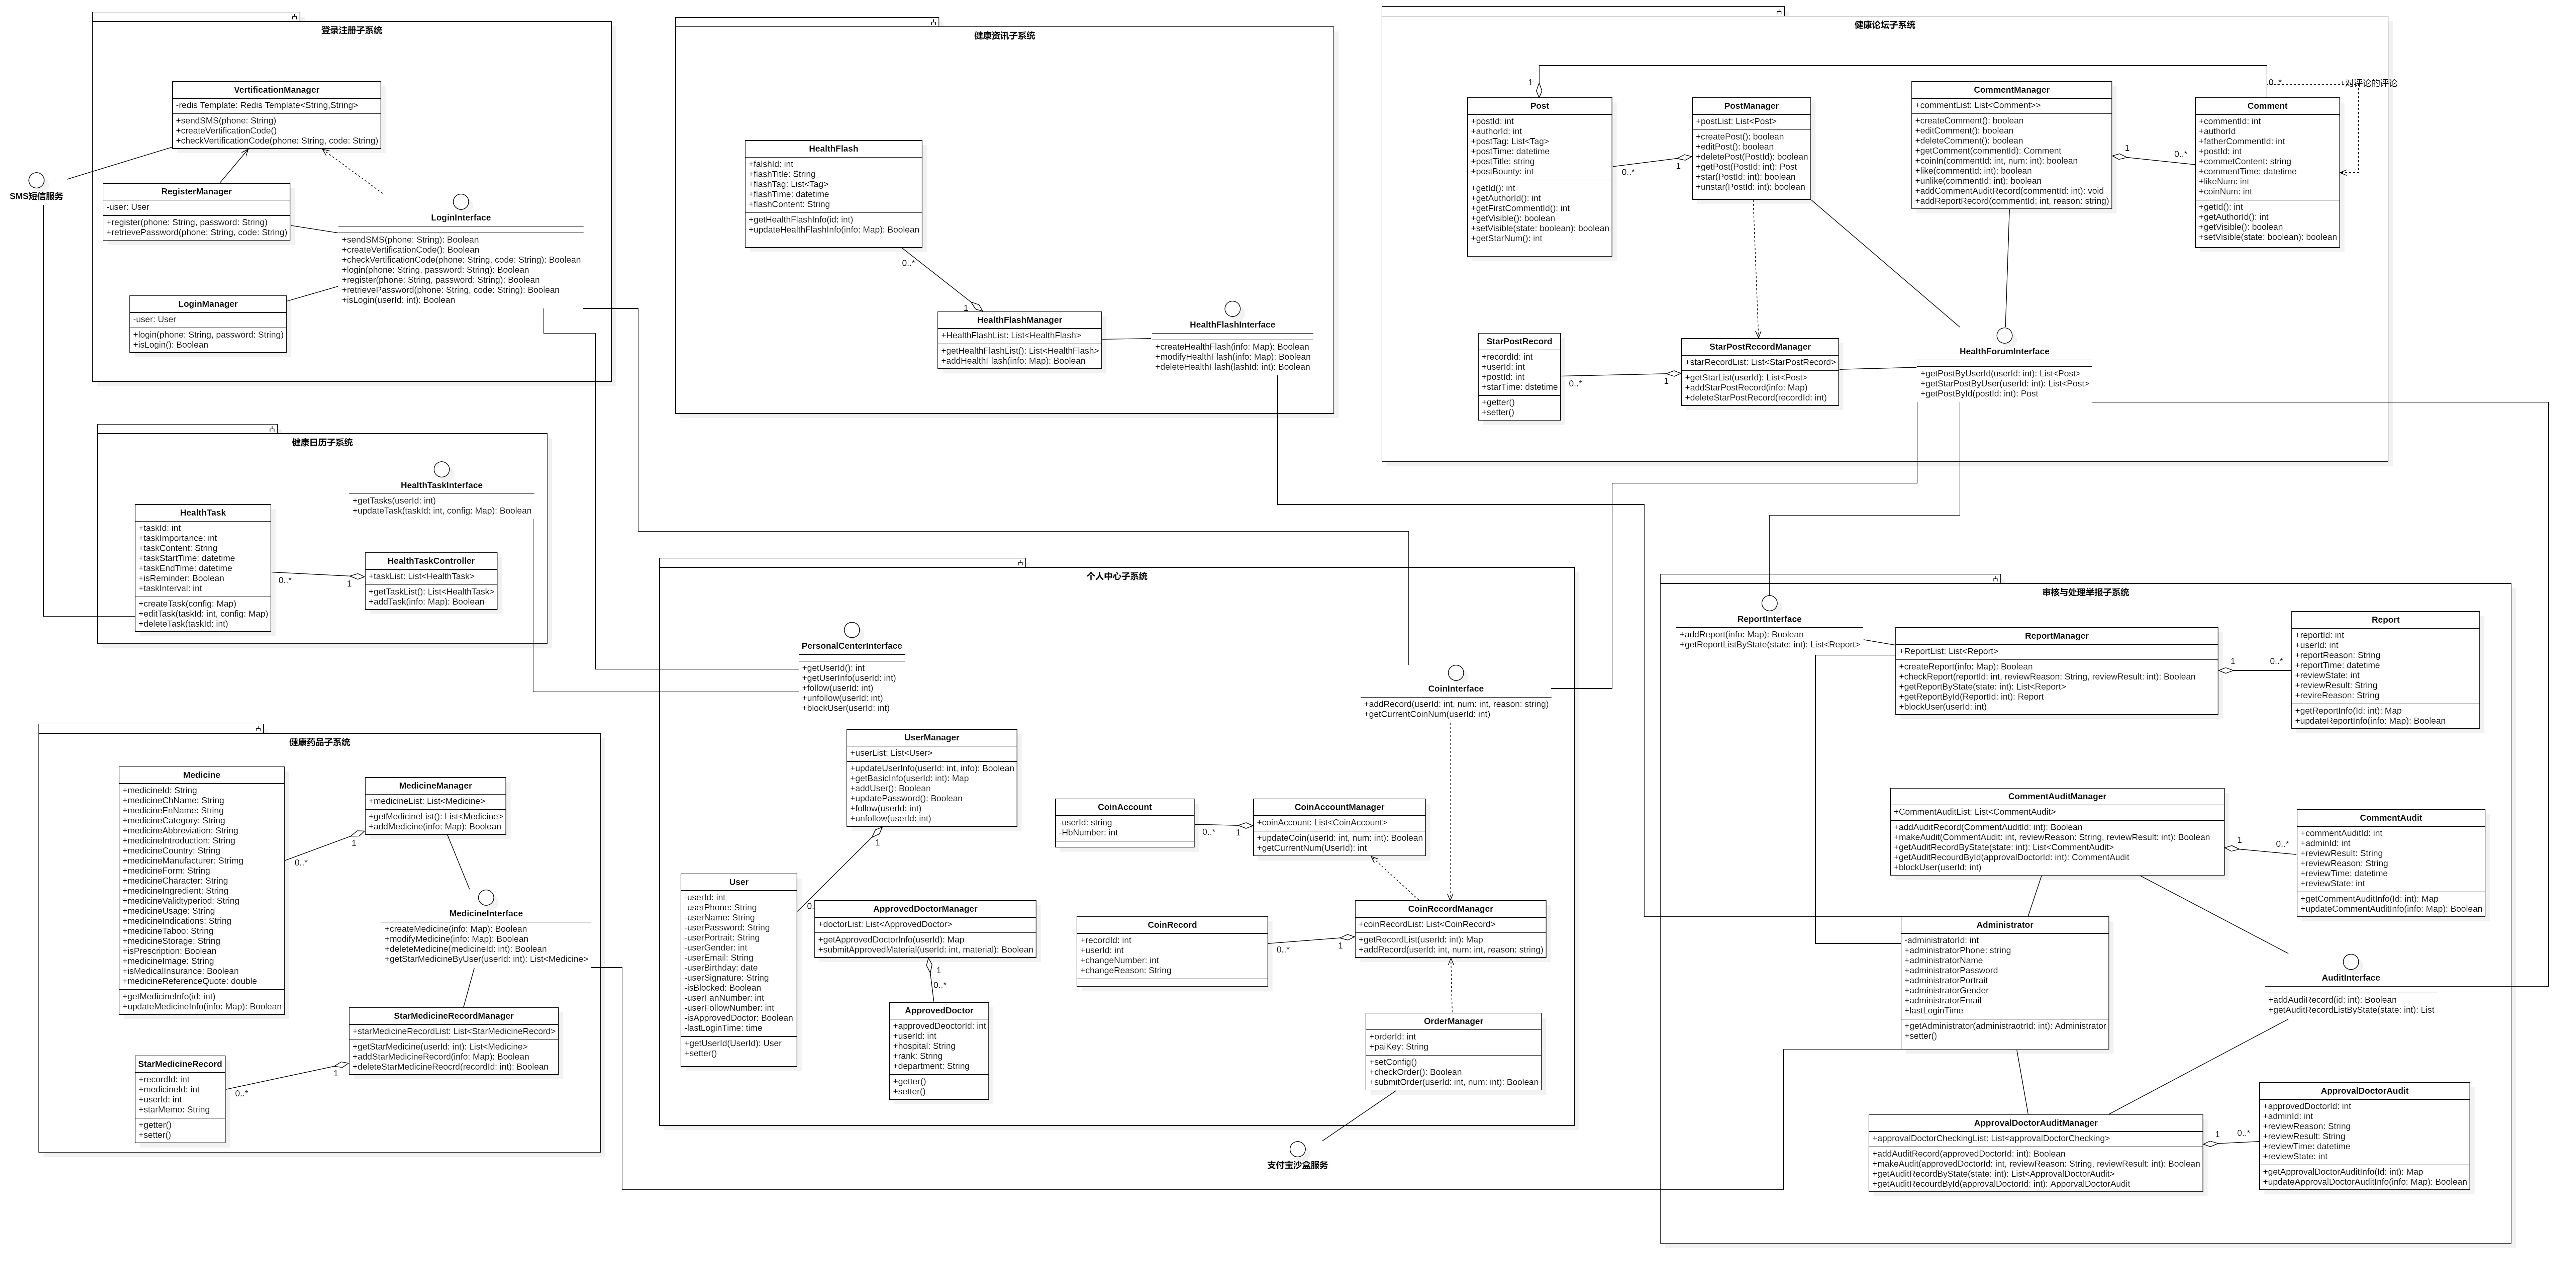 登录注册子系统
VertificationManager
-redis Template: Redis Template<String,String>
+sendSMS(phone: String)
+createVertificationCode()
+checkVertificationCode(phone: String, code: String)
SMS短信服务
RegisterManager
-user: User
+register(phone: String, password: String)
+retrievePassword(phone: String, code: String)
LoginInterface
+sendSMS(phone: String): Boolean
+createVertificationCode(): Boolean
+checkVertificationCode(phone: String, code: String): Boolean
+login(phone: String, password: String): Boolean
+register(phone: String, password: String): Boolean
+retrievePassword(phone: String, code: String): Boolean
+isLogin(userId: int): Boolean
LoginManager
-user: User
+login(phone: String, password: String)
+isLogin(): Boolean
健康资讯子系统
HealthFlash
+falshId: int
+flashTitle: String
+flashTag: List<Tag>
+flashTime: datetime
+flashContent: String
+getHealthFlashInfo(id: int)
+updateHealthFlashInfo(info: Map): Boolean
0..*
1
HealthFlashManager
+HealthFlashList: List<HealthFlash>
+getHealthFlashList(): List<HealthFlash>
+addHealthFlash(info: Map): Boolean
HealthFlashInterface
+createHealthFlash(info: Map): Boolean
+modifyHealthFlash(info: Map): Boolean
+deleteHealthFlash(lashId: int): Boolean
健康论坛子系统
1
0..*
+对评论的评论
Post
+postId: int
+authorId: int
+postTag: List<Tag>
+postTime: datetime
+postTitle: string
+postBounty: int
+getId(): int
+getAuthorId(): int
+getFirstCommentId(): int
+getVisible(): boolean
+setVisible(state: boolean): boolean
+getStarNum(): int
0..*
1
PostManager
+postList: List<Post>
+createPost(): boolean
+editPost(): boolean
+deletePost(PostId): boolean
+getPost(PostId: int): Post
+star(PostId: int): boolean
+unstar(PostId: int): boolean
CommentManager
+commentList: List<Comment>>
+createComment(): boolean
+editComment(): boolean
+deleteComment(): boolean
+getComment(commentId): Comment
+coinIn(commentId: int, num: int): boolean
+like(commentId: int): boolean
+unlike(commentId: int): boolean
+addCommentAuditRecord(commentId: int): void
+addReportRecord(commentId: int, reason: string)
1
0..*
Comment
+commentId: int
+authorId
+fatherCommentId: int
+postId: int
+commetContent: string
+commentTime: datetime
+likeNum: int
+coinNum: int
+getId(): int
+getAuthorId(): int
+getVisible(): boolean
+setVisible(state: boolean): boolean
StarPostRecord
+recordId: int
+userId: int
+postId: int
+starTime: dstetime
+getter()
+setter()
0..*
1
StarPostRecordManager
+starRecordList: List<StarPostRecord>
+getStarList(userId): List<Post>
+addStarPostRecord(info: Map)
+deleteStarPostRecord(recordId: int)
HealthForumInterface
+getPostByUserId(userId: int): List<Post>
+getStarPostByUser(userId: int): List<Post>
+getPostById(postId: int): Post
健康日历子系统
HealthTaskInterface
+getTasks(userId: int)
+updateTask(taskId: int, config: Map): Boolean
HealthTask
+taskId: int
+taskImportance: int
+taskContent: String
+taskStartTime: datetime
+taskEndTime: datetime
+isReminder: Boolean
+taskInterval: int
+createTask(config: Map)
+editTask(taskId: int, config: Map)
+deleteTask(taskId: int)
0..*
1
HealthTaskController
+taskList: List<HealthTask>
+getTaskList(): List<HealthTask>
+addTask(info: Map): Boolean
健康药品子系统
Medicine
+medicineId: String
+medicineChName: String
+medicineEnName: String
+medicineCategory: String
+medicineAbbreviation: String
+medicineIntroduction: String
+medicineCountry: String
+medicineManufacturer: Strimg
+medicineForm: String
+medicineCharacter: String
+medicineIngredient: String
+medicineValidtyperiod: String
+medicineUsage: String
+medicineIndications: String
+medicineTaboo: String
+medicineStorage: String
+isPrescription: Boolean
+medicineImage: String
+isMedicalInsurance: Boolean
+medicineReferenceQuote: double
+getMedicineInfo(id: int)
+updateMedicineInfo(info: Map): Boolean
0..*
1
MedicineManager
+medicineList: List<Medicine>
+getMedicineList(): List<Medicine>
+addMedicine(info: Map): Boolean
MedicineInterface
+createMedicine(info: Map): Boolean
+modifyMedicine(info: Map): Boolean
+deleteMedicine(medicineid: int): Boolean
+getStarMedicineByUser(userId: int): List<Medicine>
StarMedicineRecordManager
+starMedicineRecordList: List<StarMedicineRecord>
+getStarMedicine(userId: int): List<Medicine>
+addStarMedicineRecord(info: Map): Boolean
+deleteStarMedicineReocrd(recordId: int): Boolean
1
0..*
StarMedicineRecord
+recordId: int
+medicineId: int
+userId: int
+starMemo: String
+getter()
+setter()
个人中心子系统
PersonalCenterInterface
+getUserId(): int
+getUserInfo(userId: int)
+follow(userId: int)
+unfollow(userId: int)
+blockUser(userId: int)
CoinInterface
+addRecord(userId: int, num: int, reason: string)
+getCurrentCoinNum(userId: int)
UserManager
+userList: List<User>
+updateUserInfo(userId: int, info): Boolean
+getBasicInfo(userId: int): Map
+addUser(): Boolean
+updatePassword(): Boolean
+follow(userId: int)
+unfollow(userId: int)
1
0.
User
-userId: int
-userPhone: String
-userName: String
-userPassword: String
-userPortrait: String
-userGender: int
-userEmail: String
-userBirthday: date
-userSignature: String
-isBlocked: Boolean
-userFanNumber: int
-userFollowNumber: int
-isApprovedDoctor: Boolean
-lastLoginTime: time
+getUserId(UserId): User
+setter()
ApprovedDoctorManager
+doctorList: List<ApprovedDoctor>
+getApprovedDoctorInfo(userId): Map
+submitApprovedMaterial(userId: int, material): Boolean
1
0..*
ApprovedDoctor
+approvedDeoctorId: int
+userId: int
+hospital: String
+rank: String
+department: String
+getter()
+setter()
CoinAccount
-userId: string
-HbNumber: int
0..*
1
CoinAccountManager
+coinAccount: List<CoinAccount>
+updateCoin(userId: int, num: int): Boolean
+getCurrentNum(UserId): int
CoinRecord
+recordId: int
+userId: int
+changeNumber: int
+changeReason: String
0..*
1
CoinRecordManager
+coinRecordList: List<CoinRecord>
+getRecordList(userId: int): Map
+addRecord(userId: int, num: int, reason: string)
OrderManager
+orderId: int
+paiKey: String
+setConfig()
+checkOrder(): Boolean
+submitOrder(userId: int, num: int): Boolean
支付宝沙盒服务
审核与处理举报子系统
ReportInterface
+addReport(info: Map): Boolean
+getReportListByState(state: int): List<Report>
ReportManager
+ReportList: List<Report>
+createReport(info: Map): Boolean
+checkReport(reportId: int, reviewReason: String, reviewResult: int): Boolean
+getReportByState(state: int): List<Report>
+getReportById(ReportId: int): Report
+blockUser(userId: int)
1
0..*
Report
+reportId: int
+userId: int
+reportReason: String
+reportTime: datetime
+reviewState: int
+reviewResult: String
+revireReason: String
+getReportInfo(Id: int): Map
+updateReportInfo(info: Map): Boolean
CommentAuditManager
+CommentAuditList: List<CommentAudit>
+addAuditRecord(CommentAuditId: int): Boolean
+makeAudit(CommentAudit: int, reviewReason: String, reviewResult: int): Boolean
+getAuditRecordByState(state: int): List<CommentAudit>
+getAuditRecourdById(approvalDoctorId: int): CommentAudit
+blockUser(userId: int)
1
0..*
CommentAudit
+commentAuditId: int
+adminId: int
+reviewResult: String
+reviewReason: String
+reviewTime: datetime
+reviewState: int
+getCommentAuditInfo(Id: int): Map
+updateCommentAuditInfo(info: Map): Boolean
Administrator
-administratorId: int
+administratorPhone: string
+administratorName
+administratorPassword
+administratorPortrait
+administratorGender
+administratorEmail
+lastLoginTime
+getAdministrator(administraotrId: int): Administrator
+setter()
AuditInterface
+addAudiRecord(id: int): Boolean
+getAuditRecordListByState(state: int): List
ApprovalDoctorAuditManager
+approvalDoctorCheckingList: List<approvalDoctorChecking>
+addAuditRecord(approvedDoctorId: int): Boolean
+makeAudit(approvedDoctorId: int, reviewReason: String, reviewResult: int): Boolean
+getAuditRecordByState(state: int): List<ApprovalDoctorAudit>
+getAuditRecourdById(approvalDoctorId: int): ApporvalDoctorAudit
1
0..*
ApprovalDoctorAudit
+approvedDoctorId: int
+adminId: int
+reviewReason: String
+reviewResult: String
+reviewTime: datetime
+reviewState: int
+getApprovalDoctorAuditInfo(Id: int): Map
+updateApprovalDoctorAuditInfo(info: Map): Boolean